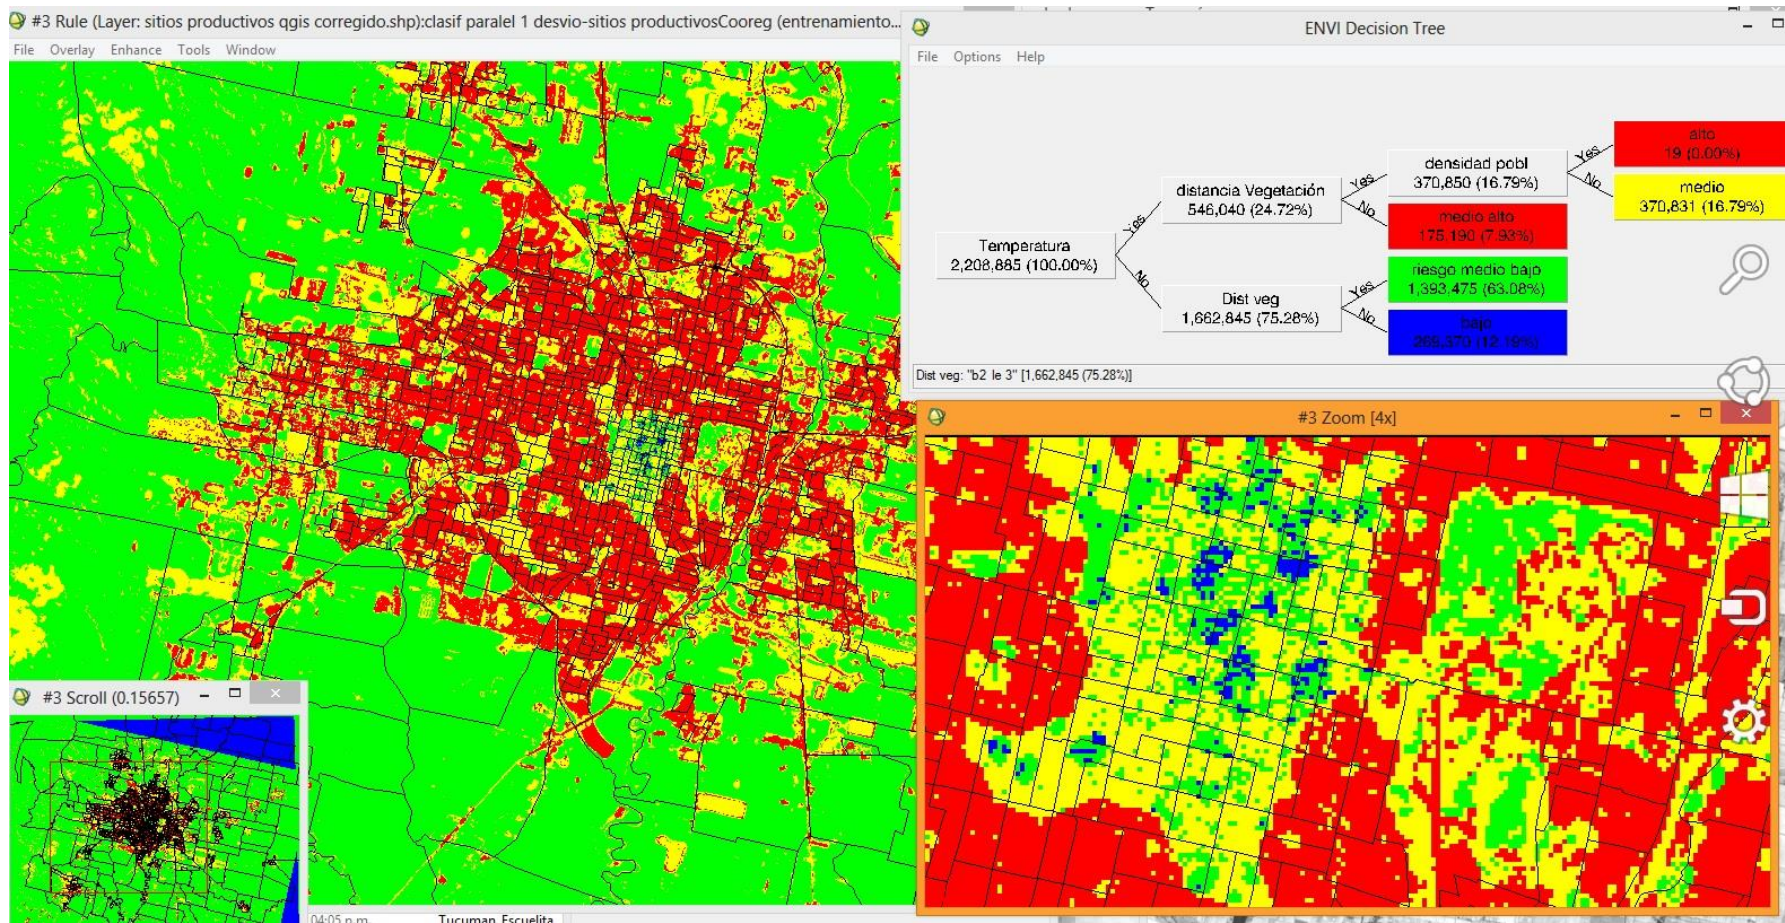 #3 Rule (Layer: sitios productivos qgis corregido.shp):clasif paralel 1 desvio-sitios productivosCooreg (entrenamiento...
File Overlay Enhance Tools Window
ENVI Decision Tree
File Options Help
alto
19 (0.00%)
Yes
densidad pobl
370,850 (16.79%)
No
medio
370,831 (16.79%)
Yes
distancia Vegetación
546,040 (24.72%)
No
medio alto
175,190 (7.93%)
Yes
Temperatura
2,208,885 (100.00%)
No
riesgo medio bajo
1,393,475 (63.08%)
Yes
Dist veg
1,662,845 (75.28%)
No
bajo
269,370 (12.19%)
Dist veg: "b2 le 3" [1,662,845 (75.28%)]
#3 Zoom [4x]
#3 Scroll (0.15657)
04:05 p.m.
Tucuman Escuelita